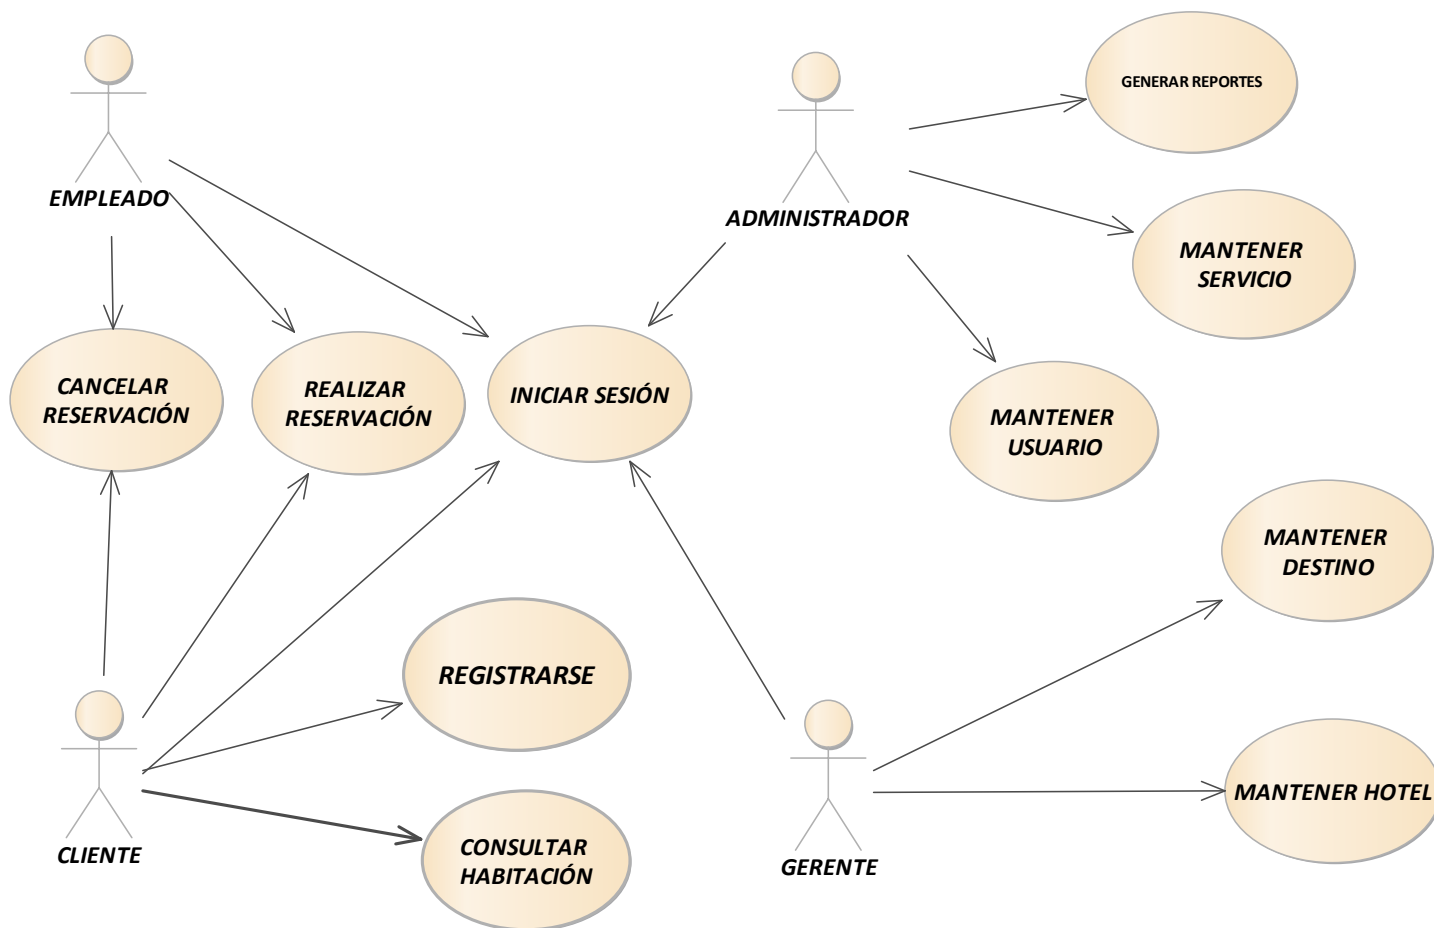 GENERAR REPORTES
EMPLEADO
ADMINISTRADOR
MANTENER
SERVICIO
CANCELAR
RESERVACIÓN
REALIZAR
RESERVACIÓN
INICIAR SESIÓN
MANTENER
USUARIO
MANTENER
DESTINO
REGISTRARSE
MANTENER HOTEL
CLIENTE
CONSULTAR
HABITACIÓN
GERENTE